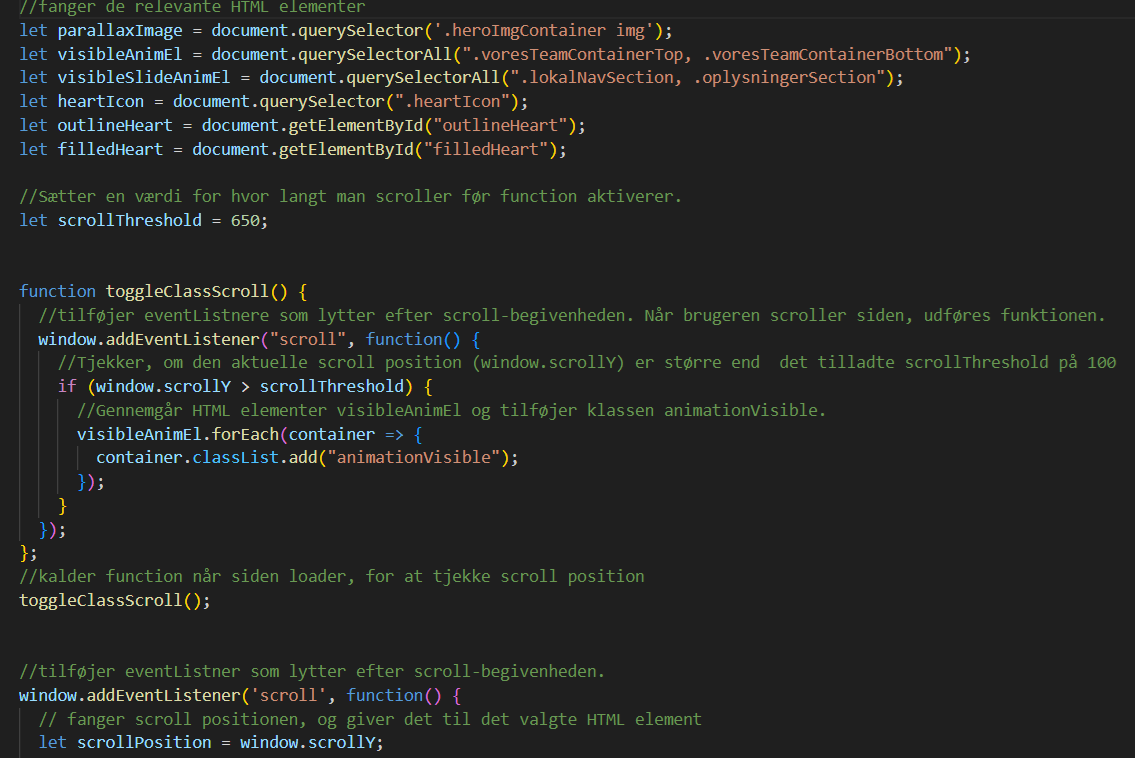 //fanger de relevante HTML elementer
let parallaxImage = document.querySelector('.heroImgContainer img');
let visibleAnimEl = document.querySelectorAll(".voresTeamContainerTop, .voresTeamContainerBottom");
let visibleSlideAnimEl = document.querySelectorAll(".lokalNavSection, .oplysningerSection");
let heartIcon = document.querySelector(".heartIcon");
let outlineHeart = document.getElementById("outlineHeart");
let filledHeart = document.getElementById("filledHeart");

//Sætter en værdi for hvor langt man scroller før function aktiverer.
let scrollThreshold = 650;


function toggleClassScroll() {
  //tilføjer eventListnere som lytter efter scroll-begivenheden. Når brugeren scroller siden, udføres funktionen.
  window.addEventListener("scroll", function() {
    //Tjekker, om den aktuelle scroll position (window.scrollY) er større end  det tilladte scrollThreshold på 100
    if (window.scrollY > scrollThreshold) {
      //Gennemgår HTML elementer visibleAnimEl og tilføjer klassen animationVisible.
      visibleAnimEl.forEach(container => {
        container.classList.add("animationVisible");
      });
    }
  });
};
//kalder function når siden loader, for at tjekke scroll position
toggleClassScroll();


//tilføjer eventListner som lytter efter scroll-begivenheden.
window.addEventListener('scroll', function() {
  // fanger scroll positionen, og giver det til det valgte HTML element
  let scrollPosition = window.scrollY;